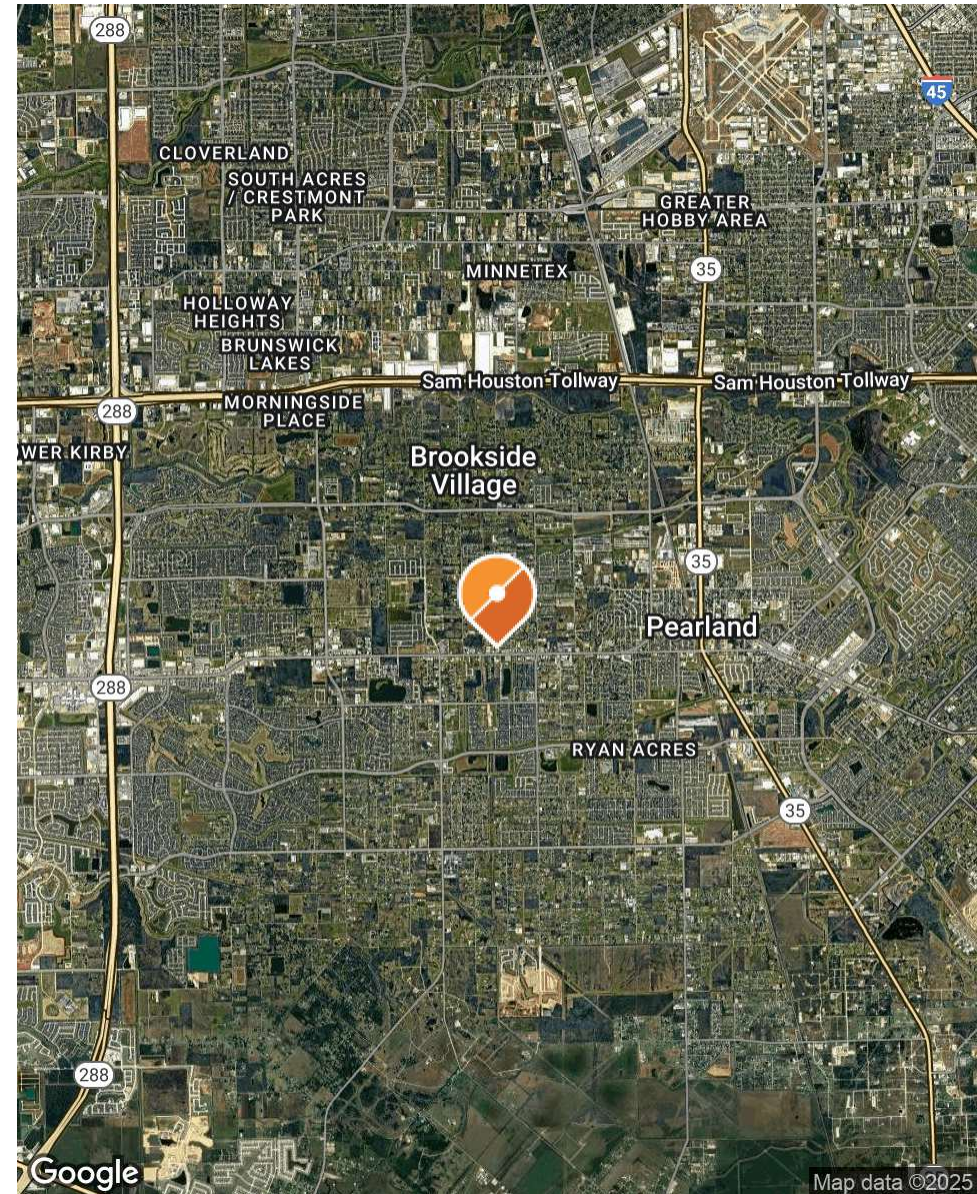 288
45
CLOVERLAND
SOUTH ACRES
/ CRESTMONT
PARK
GREATER
HOBBY AREA
MINNETEX
35
HOLLOWAY
HEIGHTS
BRUNSWICK
LAKES
Sam Houston Tollway
Sam Houston Tollway
288
MORNINGSIDE
PLACE
WER KIRBY
Brookside
Village
35
Pearland
288
RYAN ACRES
35
288
Google
Map data ©2025